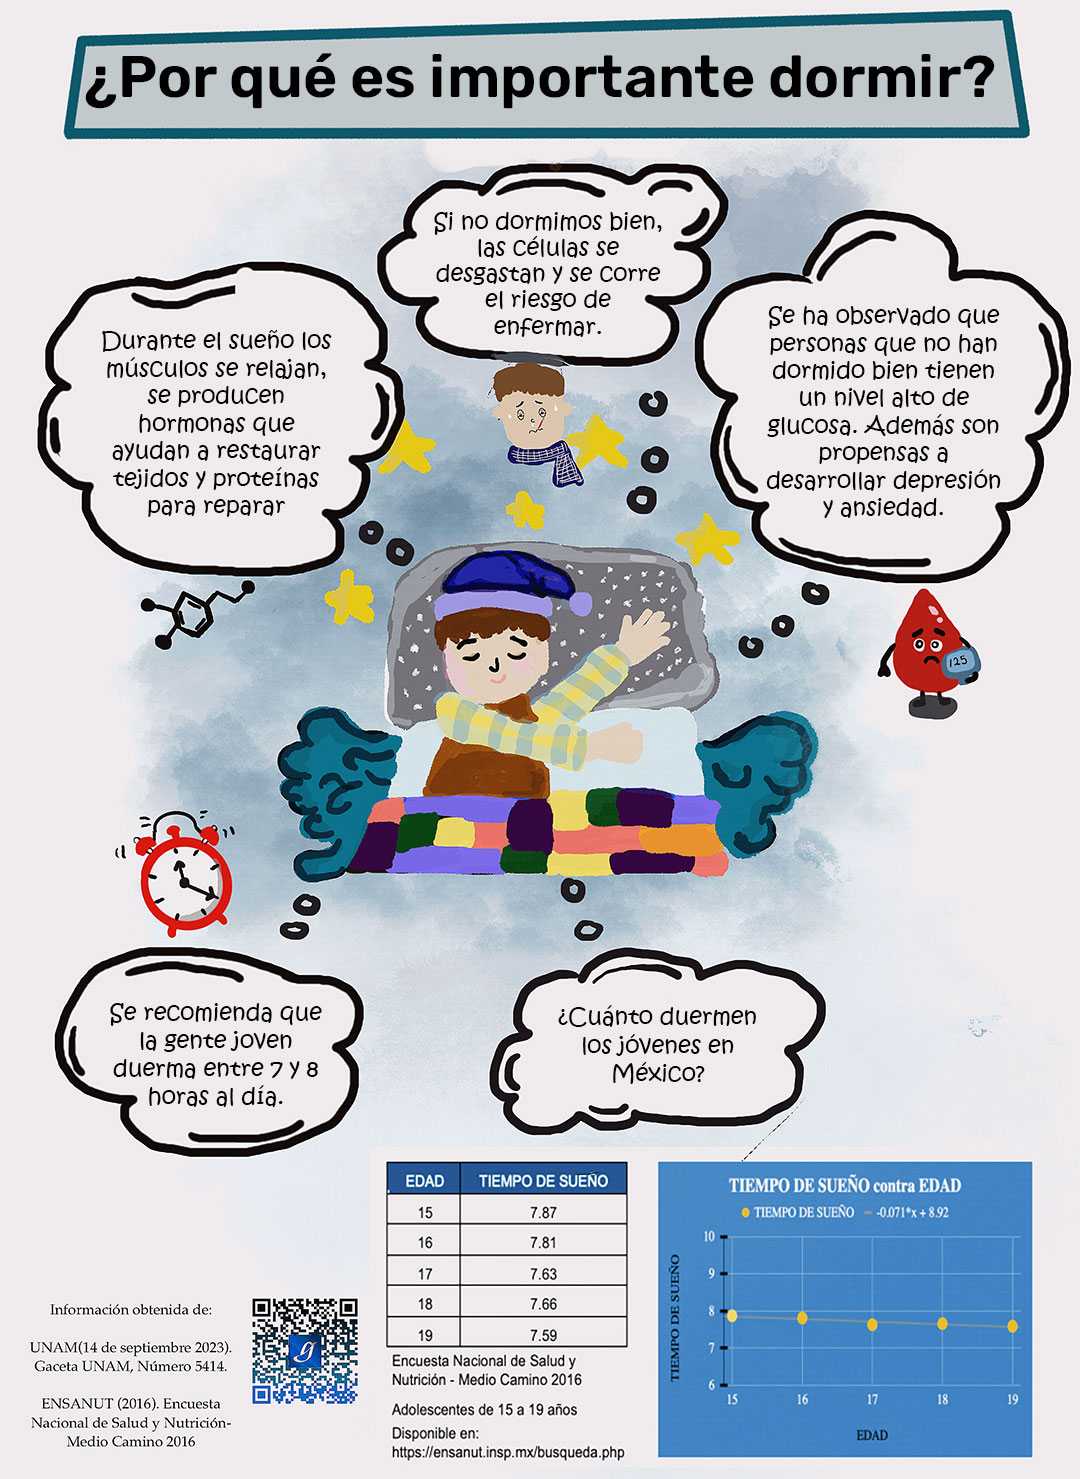 ¿Por qué es importante dormir?
Si no dormimos bien,
las células se
desgastan y se corre
el riesgo de
enfermar.
Durante el sueño los
músculos se relajan,
se producen
hormonas que
ayudan a restaurar
tejidos y proteínas
para reparar
Se ha observado que
personas que no han
dormido bien tienen
un nivel alto de
glucosa. Además son
propensas a
desarrollar depresión
y ansiedad.
125
Se recomienda que
la gente joven
duerma entre 7 y 8
horas al día.
¿Cuánto duermen
los jóvenes en
México?
EDAD TIEMPO DE SUEÑO
15 7.87
16 7.81
17 7.63
18 7.66
19 7.59
Encuesta Nacional de Salud y
Nutrición - Medio Camino 2016
Adolescentes de 15 a 19 años
Disponible en:
https://ensanut.insp.mx/busqueda.php
TIEMPO DE SUEÑO contra EDAD
TIEMPO DE SUEÑO -0.071*x + 8.92
TIEMPO DE SUEÑO
10
9
8
7
6
15 16 17 18 19
EDAD
Información obtenida de:
UNAM(14 de septiembre 2023).
Gaceta UNAM, Número 5414.
ENSANUT (2016). Encuesta
Nacional de Salud y Nutrición-
Medio Camino 2016
g